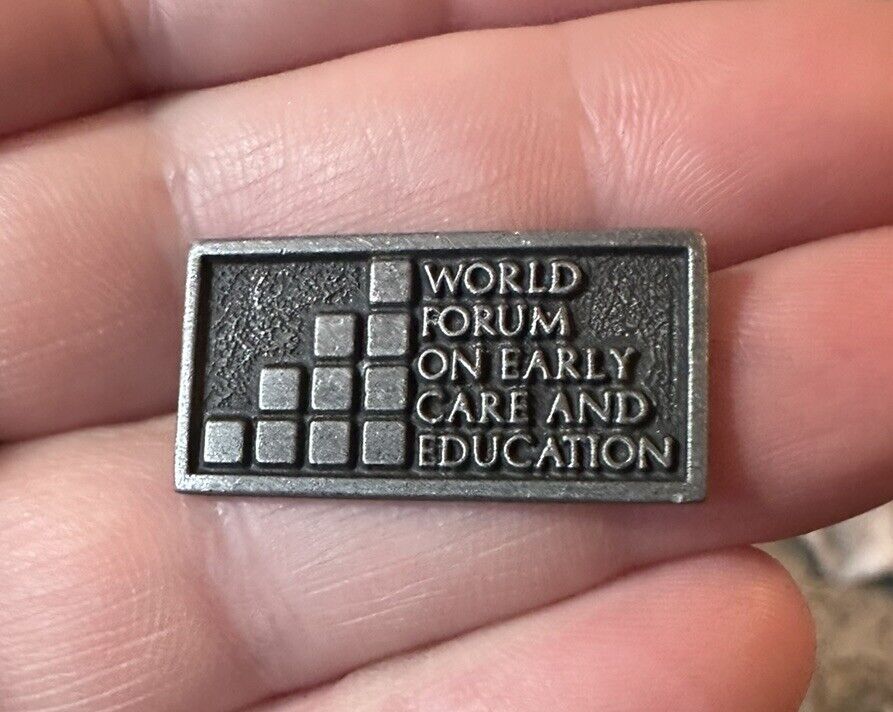 WORLD
FORUM
ON EARLY
CARE AND
EDUCATION